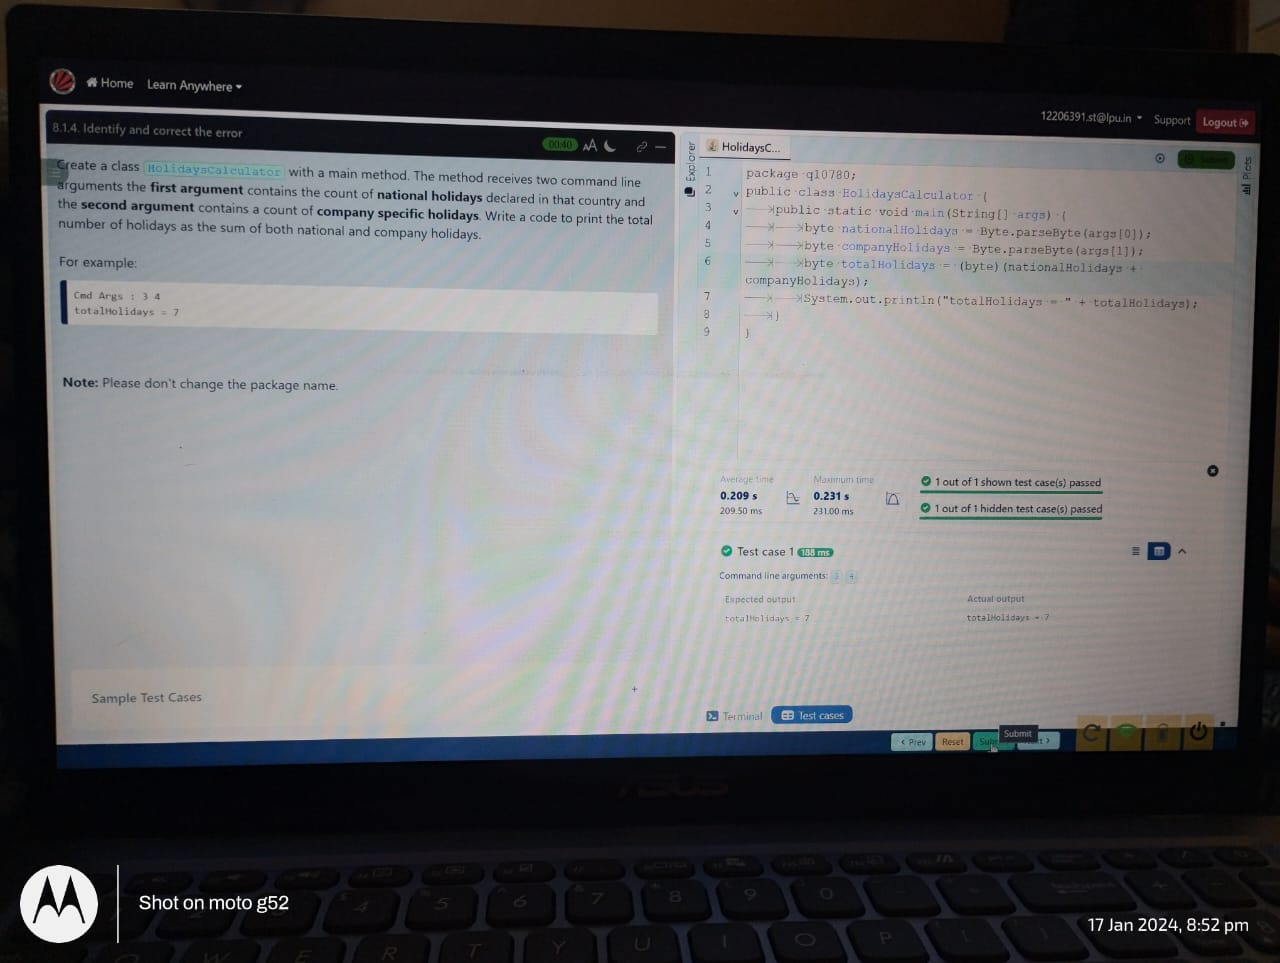 Home Learn Anywhere
12206391.st@lpu.in Support Logout
8.1.4. Identify and correct the error
00:40 AA
Create a class HolidaysCalculator with a main method. The method receives two command line
arguments the first argument contains the count of national holidays declared in that country and
the second argument contains a count of company specific holidays. Write a code to print the total
number of holidays as the sum of both national and company holidays.
For example:
Cmd Args : 3 4
totalHolidays = 7
Note: Please don't change the package name.
Sample Test Cases
Explorer
HolidaysC...
Submit
1 package q10780;
2 public class HolidaysCalculator {
3 public static void main(String[] args) {
4 byte nationalHolidays = Byte.parseByte(args[0]);
5 byte companyHolidays = Byte.parseByte(args[1]);
6 byte totalHolidays = (byte) (nationalHolidays +
companyHolidays);
7 System.out.println("totalHolidays = " + totalHolidays);
8 }
9 }
Average time Maximum time
0.209 s 0.231 s
209.50 ms 231.00 ms
1 out of 1 shown test case(s) passed
1 out of 1 hidden test case(s) passed
Test case 1 188 ms
Command line arguments: 3 4
Expected output Actual output
totalHolidays = 7 totalHolidays = 7
Terminal Test cases
Submit
< Prev Reset
ASUS
4 5 6 7 8 9 0
E R T Y U I O P
Shot on moto g52
17 Jan 2024, 8:52 pm